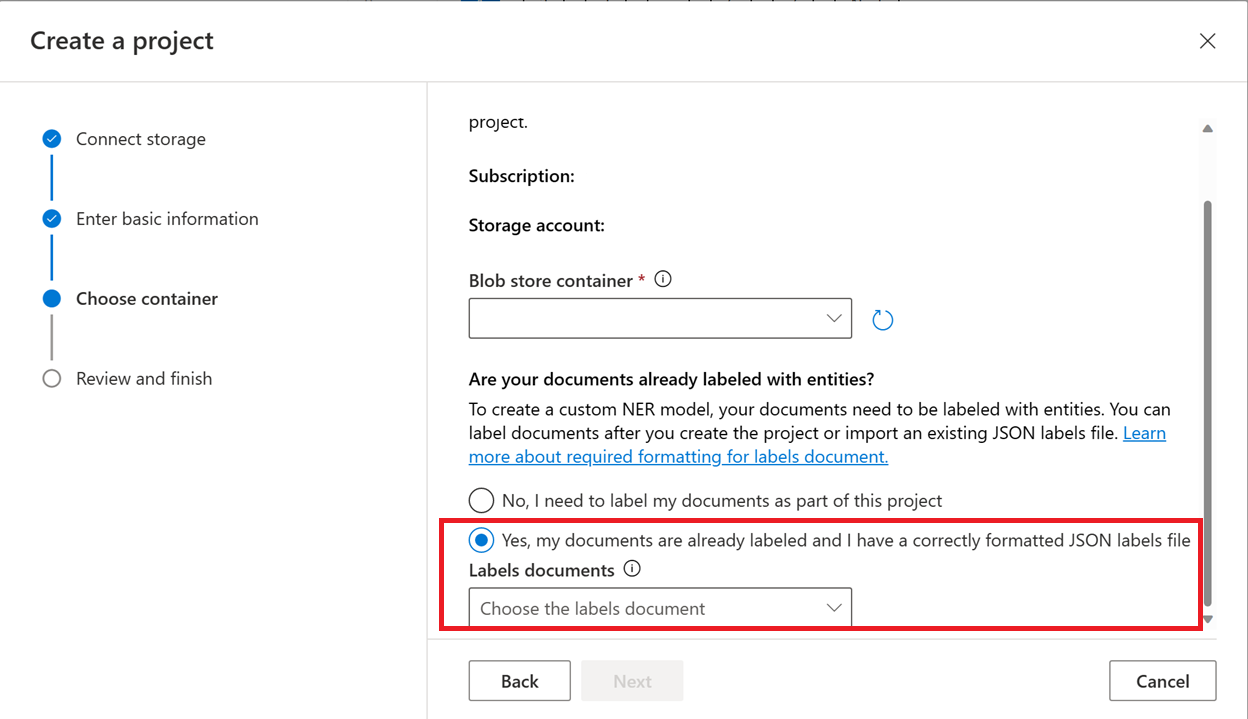 Create a project
Connect storage
Enter basic information
Choose container
Review and finish
project.
Subscription:
Storage account:
Blob store container *
Are your documents already labeled with entities?
To create a custom NER model, your documents need to be labeled with entities. You can
label documents after you create the project or import an existing JSON labels file. Learn
more about required formatting for labels document.
No, I need to label my documents as part of this project
Yes, my documents are already labeled and I have a correctly formatted JSON labels file
Labels documents
Choose the labels document
Back
Next
Cancel